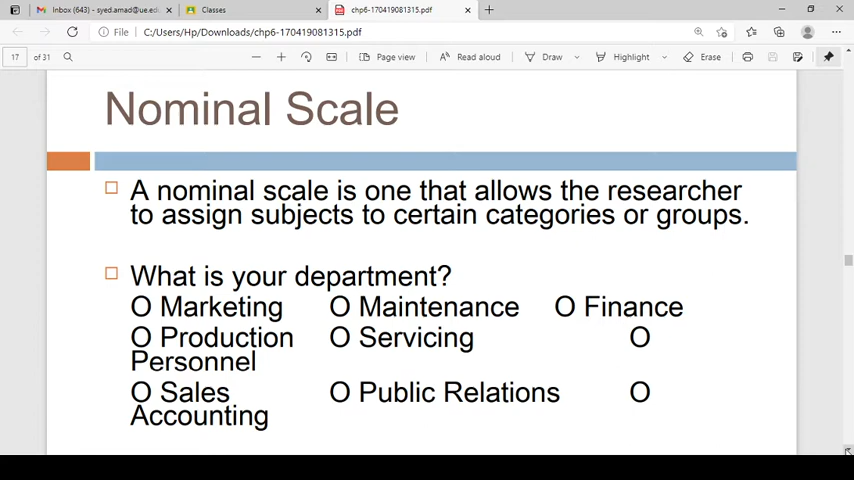 Inbox (643) - syed.amad@ue.ed
Classes
chp6-170419081315.pdf
File
C:/Users/Hp/Downloads/chp6-170419081315.pdf
17 of 31
Page view
Read aloud
Draw
Highlight
Erase
Nominal Scale
A nominal scale is one that allows the researcher
to assign subjects to certain categories or groups.
What is your department?
O Marketing O Maintenance O Finance
O Production O Servicing O
Personnel
O Sales O Public Relations O
Accounting